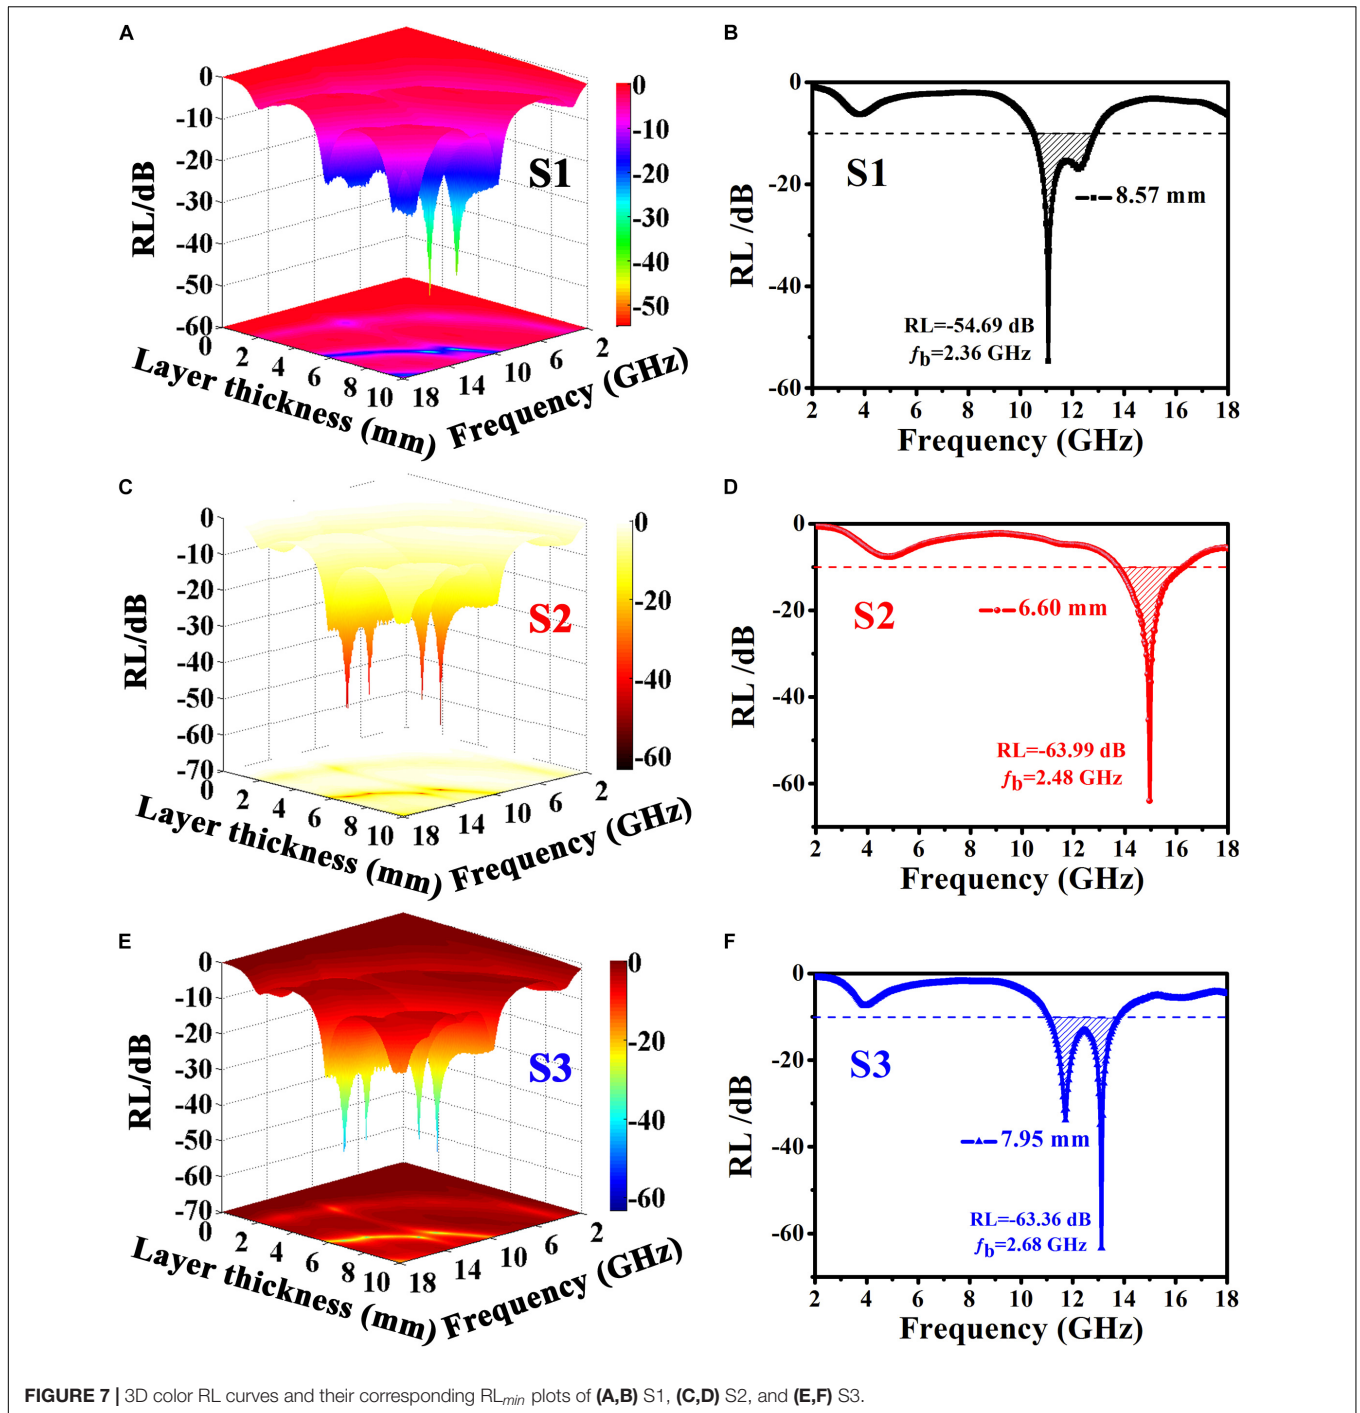 A
0
-10
-20
-30
-40
-50
-60
RL/dB
S1
0
-10
-20
-30
-40
-50
0
2
4
6
8
10
Layer thickness (mm)
18
14
10
6
2
Frequency (GHz)
B
0
-20
-40
-60
RL /dB
S1
8.57 mm
RL=-54.69 dB
fb=2.36 GHz
2 4 6 8 10 12 14 16 18
Frequency (GHz)
C
0
-10
-20
-30
-40
-50
-60
-70
RL/dB
S2
0
-20
-40
-60
0
2
4
6
8
10
Layer thickness (mm)
18
14
10
6
2
Frequency (GHz)
D
0
-20
-40
-60
RL /dB
S2
6.60 mm
RL=-63.99 dB
fb=2.48 GHz
2 4 6 8 10 12 14 16 18
Frequency (GHz)
E
0
-10
-20
-30
-40
-50
-60
-70
RL/dB
S3
0
-20
-40
-60
0
2
4
6
8
10
Layer thickness (mm)
18
14
10
6
2
Frequency (GHz)
F
0
-20
-40
-60
RL /dB
S3
7.95 mm
RL=-63.36 dB
fb=2.68 GHz
2 4 6 8 10 12 14 16 18
Frequency (GHz)
FIGURE 7 | 3D color RL curves and their corresponding RLmin plots of (A,B) S1, (C,D) S2, and (E,F) S3.